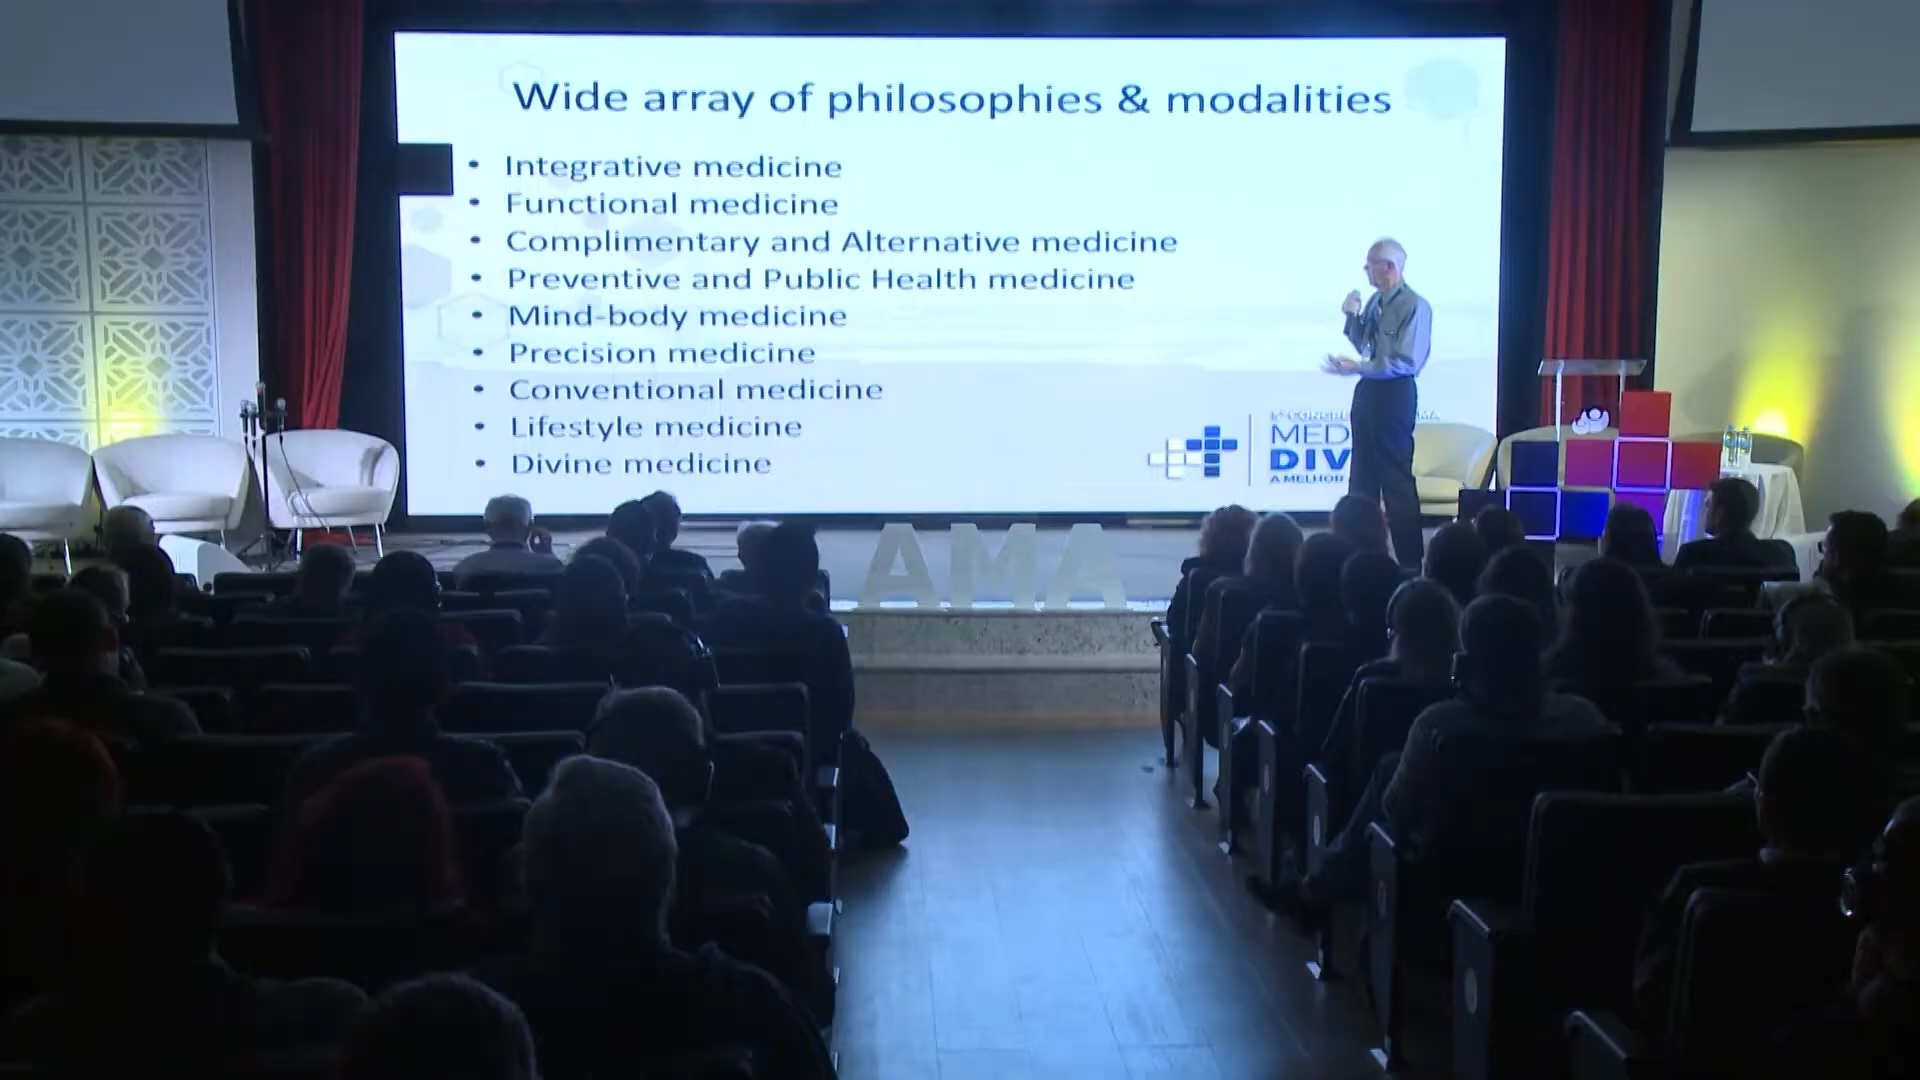 Wide array of philosophies & modalities
• Integrative medicine
• Functional medicine
• Complimentary and Alternative medicine
• Preventive and Public Health medicine
• Mind-body medicine
• Precision medicine
• Conventional medicine
• Lifestyle medicine
• Divine medicine
MED
DIV
A MELHOR
AMA